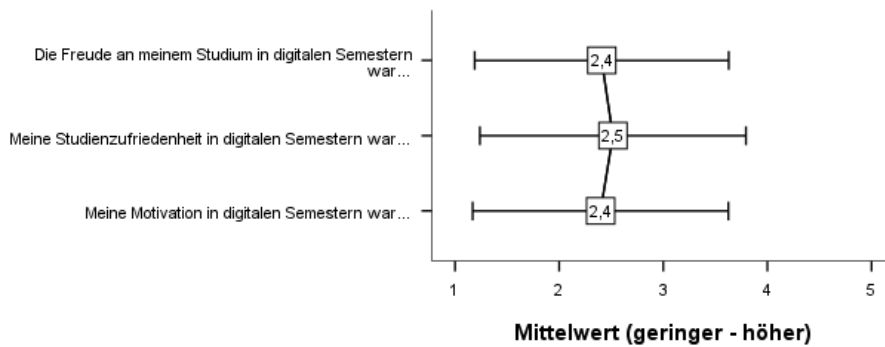 Die Freude an meinem Studium in digitalen Semestern
war...
2,4
Meine Studienzufriedenheit in digitalen Semestern war...
2,5
Meine Motivation in digitalen Semestern war...
2,4
1 2 3 4 5
Mittelwert (geringer - höher)